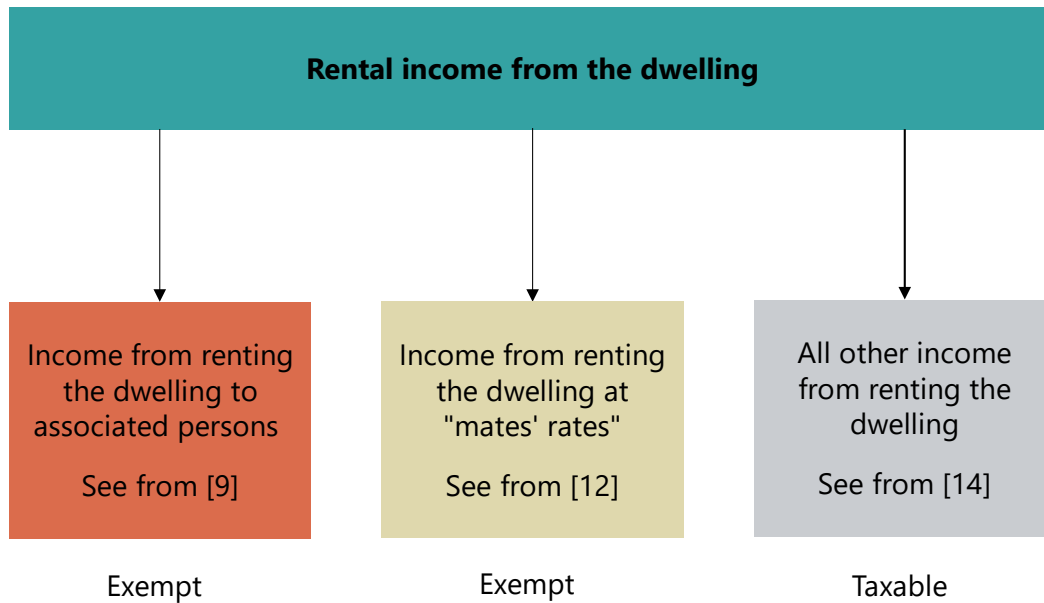 Rental income from the dwelling
Income from renting
the dwelling to
associated persons
See from [9]
Exempt
Income from renting
the dwelling at
"mates' rates"
See from [12]
Exempt
All other income
from renting the
dwelling
See from [14]
Taxable